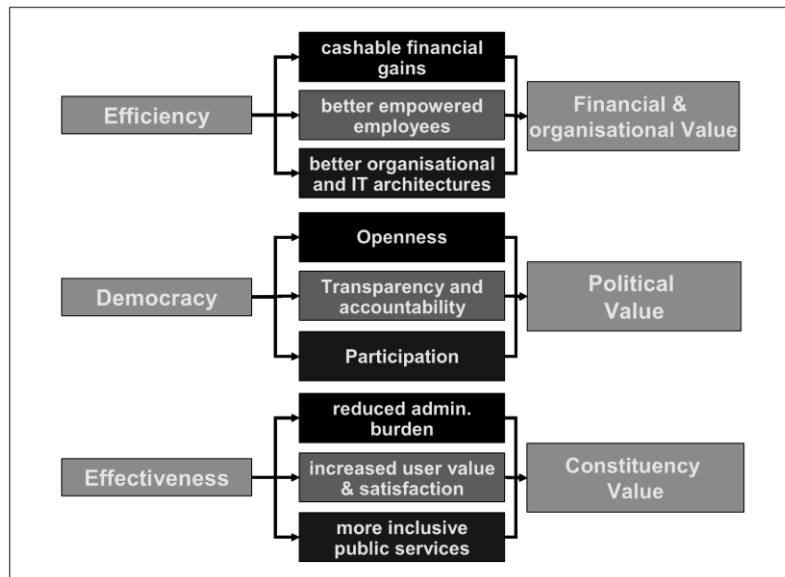 Efficiency
cashable financial
gains
better empowered
employees
better organisational
and IT architectures
Financial &
organisational Value
Democracy
Openness
Transparency and
accountability
Participation
Political
Value
Effectiveness
reduced admin.
burden
increased user value
& satisfaction
more inclusive
public services
Constituency
Value